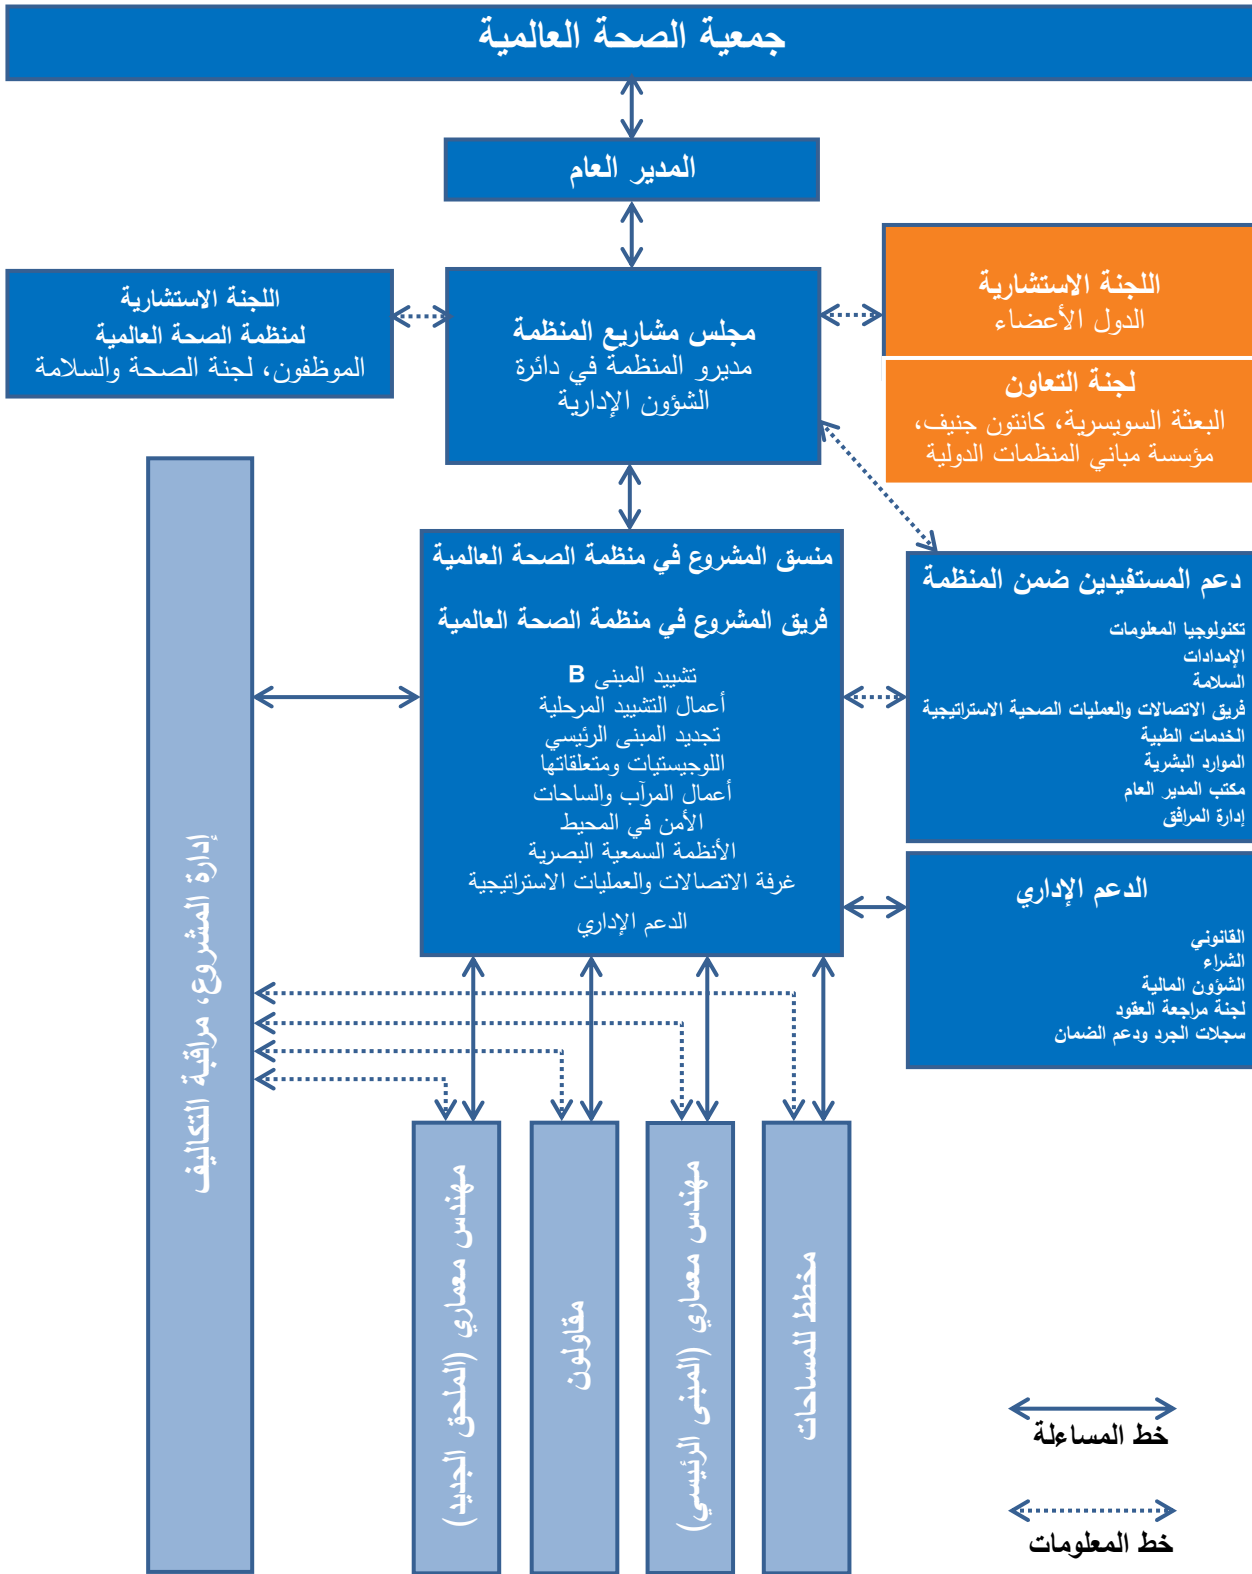 جمعية الصحة العالمية
المدير العام
اللجنة الاستشارية
الدول الأعضاء
لجنة التعاون
البعثة السويسرية، كانتون جنيف،
مؤسسة مباني المنظمات الدولية
مجلس مشاريع المنظمة
مديرو المنظمة في دائرة
الشؤون الإدارية
اللجنة الاستشارية
لمنظمة الصحة العالمية
الموظفون، لجنة الصحة والسلامة
دعم المستفيدين ضمن المنظمة
تكنولوجيا المعلومات
الإمدادات
السلامة
فريق الاتصالات والعمليات الصحية الاستراتيجية
الخدمات الطبية
الموارد البشرية
مكتب المدير العام
إدارة المرافق
منسق المشروع في منظمة الصحة العالمية
فريق المشروع في منظمة الصحة العالمية
تشييد المبنى B
أعمال التشييد المرحلية
تجديد المبنى الرئيسي
اللوجيستيات ومتعلقاتها
أعمال المرآب والساحات
الأمن في المحيط
الأنظمة السمعية البصرية
غرفة الاتصالات والعمليات الاستراتيجية
الدعم الإداري
الدعم الإداري
القانوني
الشراء
الشؤون المالية
لجنة مراجعة العقود
سجلات الجرد ودعم الضمان
إدارة المشروع، مراقبة التكاليف
مخطط للمساحات
مهندس معماري (المبنى الرئيسي)
مقاولون
مهندس معماري (الملحق الجديد)
خط المساءلة
خط المعلومات